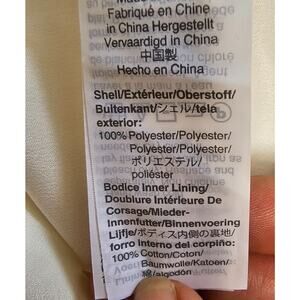 Fabriqué en Chine
in China Hergestellt
Vervaardigd in China
中国製
Hecho en China
Shell/Extérieur/Oberstoff/
Buitenkant/シェル/tela
exterior:
100% Polyester/Polyester/
Polyester/Polyester/
ポリエステル/
poliéster
Bodice Inner Lining/
Doublure Intérieure De
Corsage/Mieder-
Innenfutter/Binnenvoering
Lijfje/ボディス内側の裏地/
forro interno del corpiño:
100% Cotton/Coton/
Baumwolle/Katoen/
綿/algodón